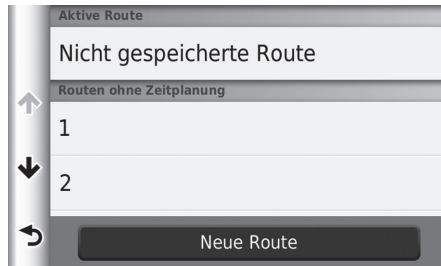 Aktive Route
Nicht gespeicherte Route
Routen ohne Zeitplanung
1
2
Neue Route